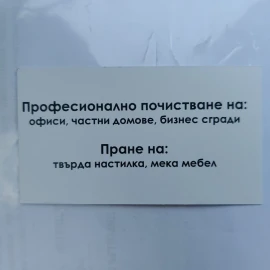 Професионално почистване на:
офиси, частни домове, бизнес сгради
Пране на:
твърда настилка, мека мебел